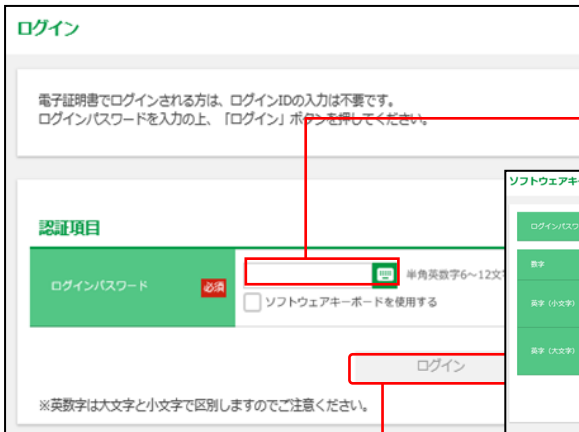 ログイン
電子証明書でログインされる方は、ログインIDの入力は不要です。
ログインパスワードを入力の上、「ログイン」ボタンを押してください。
ソフトウェアキ
認証項目
ログインパスワ
ログインパスワード
必須
半角英数字6~12文
数字
ソフトウェアキーボードを使用する
英字（小文字）
英字（大文字）
ログイン
※英数字は大文字と小文字で区別しますのでご注意ください。